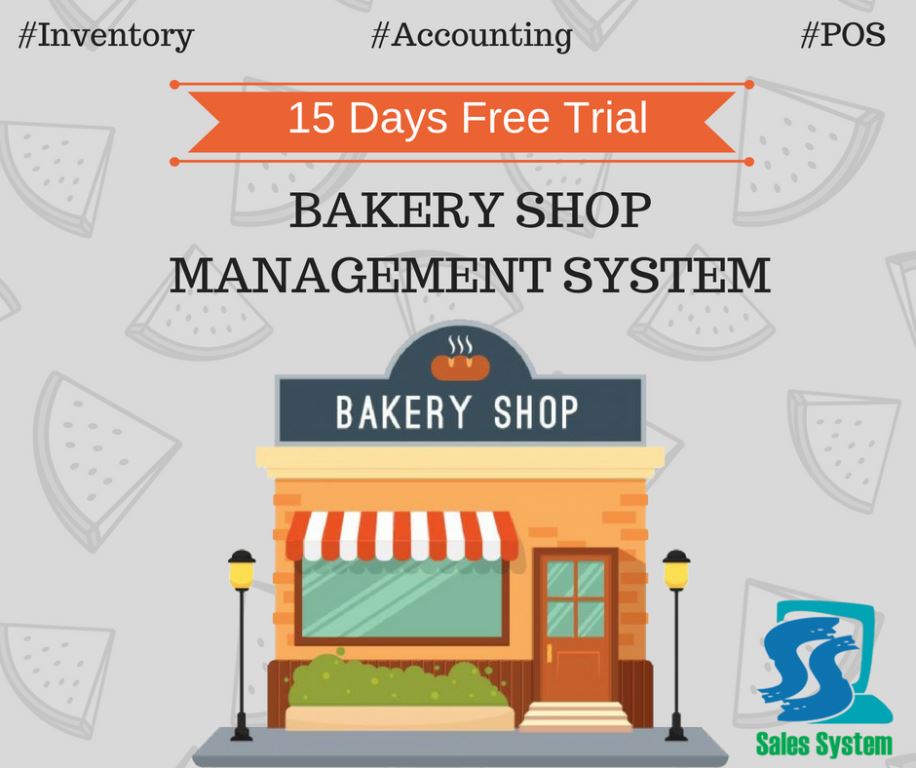 #Inventory #Accounting #POS
15 Days Free Trial
BAKERY SHOP
MANAGEMENT SYSTEM
BAKERY SHOP
Sales System